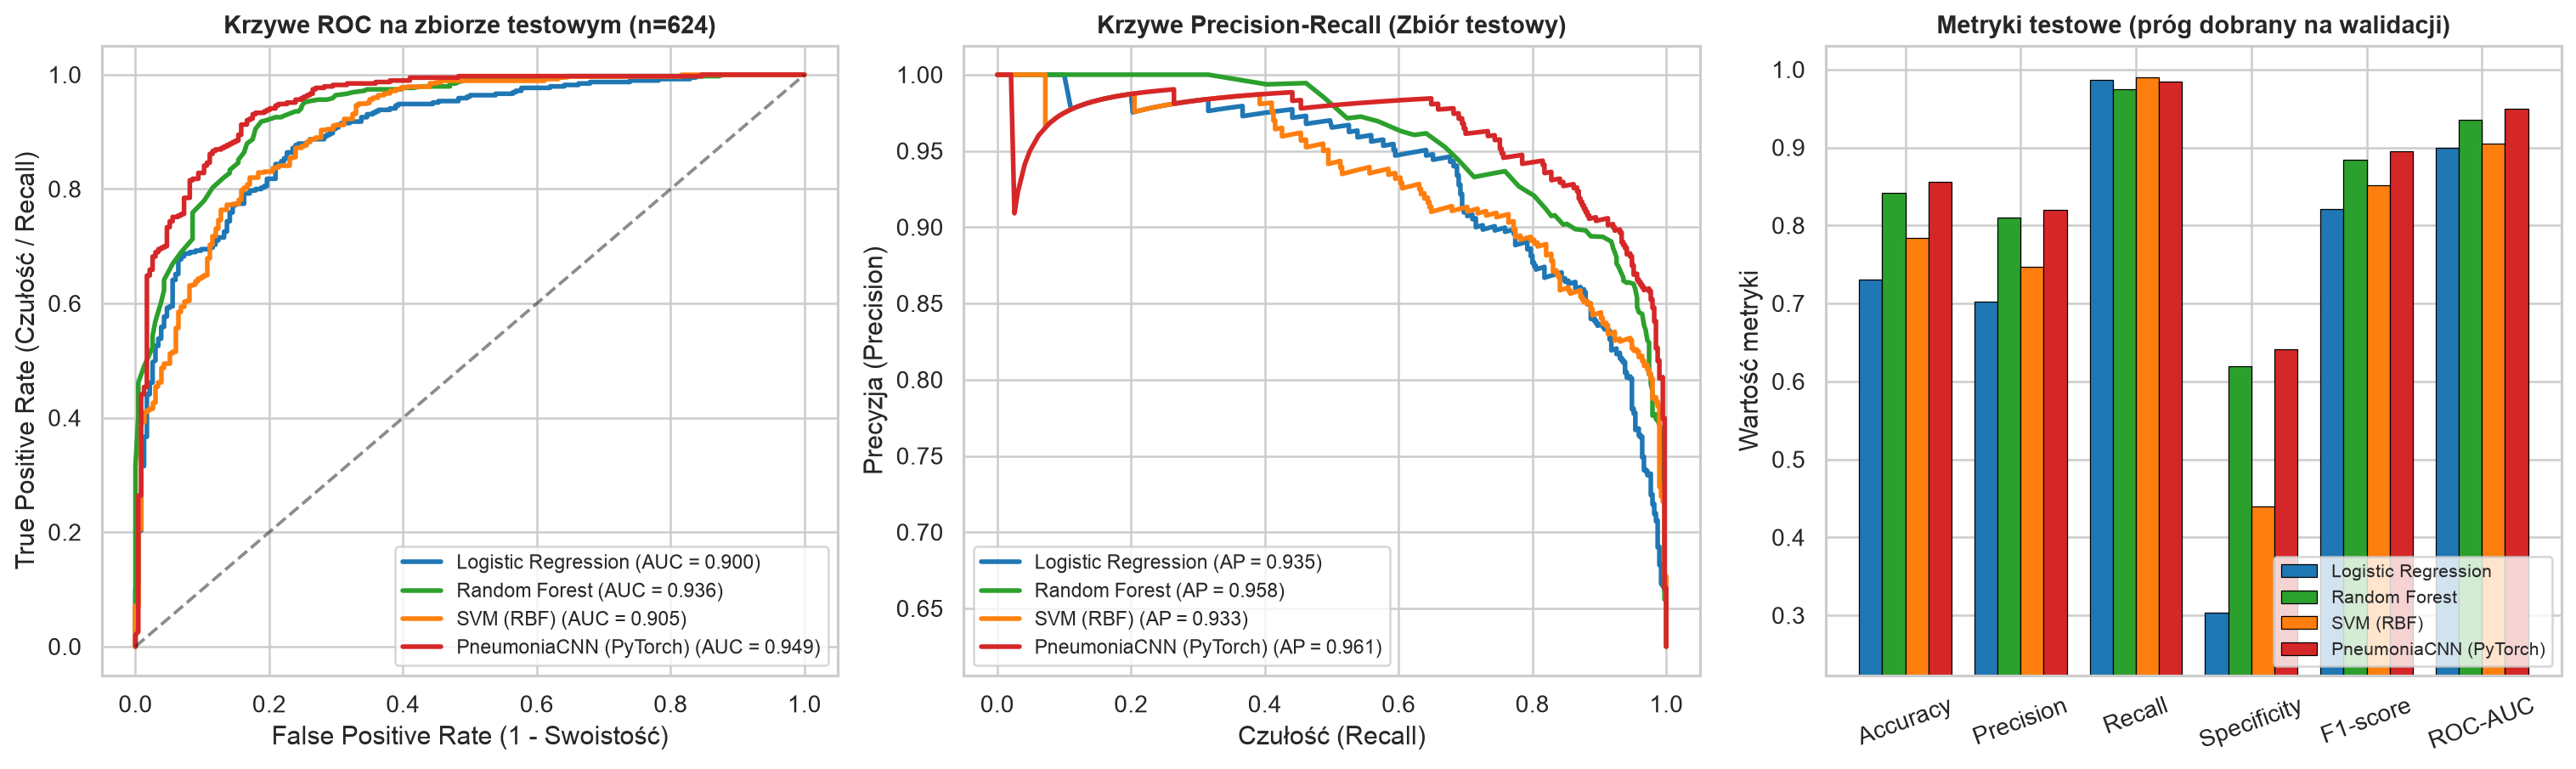 Krzywe ROC na zbiorze testowym (n=624)
True Positive Rate (Czułość / Recall)
1.0
0.8
0.6
0.4
0.2
0.0
Logistic Regression (AUC = 0.900)
Random Forest (AUC = 0.936)
SVM (RBF) (AUC = 0.905)
PneumoniaCNN (PyTorch) (AUC = 0.949)
0.0 0.2 0.4 0.6 0.8 1.0
False Positive Rate (1 - Swoistość)
Krzywe Precision-Recall (Zbiór testowy)
Precyzja (Precision)
1.00
0.95
0.90
0.85
0.80
0.75
0.70
0.65
Logistic Regression (AP = 0.935)
Random Forest (AP = 0.958)
SVM (RBF) (AP = 0.933)
PneumoniaCNN (PyTorch) (AP = 0.961)
0.0 0.2 0.4 0.6 0.8 1.0
Czułość (Recall)
Metryki testowe (próg dobrany na walidacji)
Wartość metryki
1.0
0.9
0.8
0.7
0.6
0.5
0.4
0.3
Logistic Regression
Random Forest
SVM (RBF)
PneumoniaCNN (PyTorch)
Accuracy Precision Recall Specificity F1-score ROC-AUC